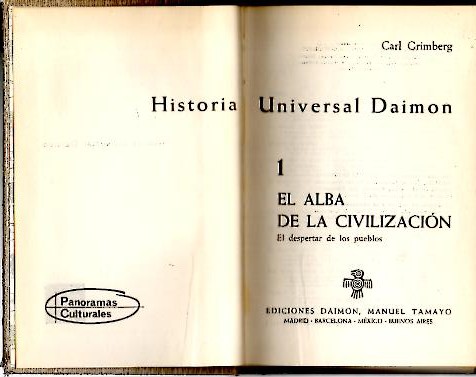 Carl Grimberg
Historia Universal Daimon
1
EL ALBA
DE LA CIVILIZACIÓN
El despertar de los pueblos
Panoramas
Culturales
EDICIONES DAIMON, MANUEL TAMAYO
MADRID - BARCELONA - MÉXICO - BUENOS AIRES